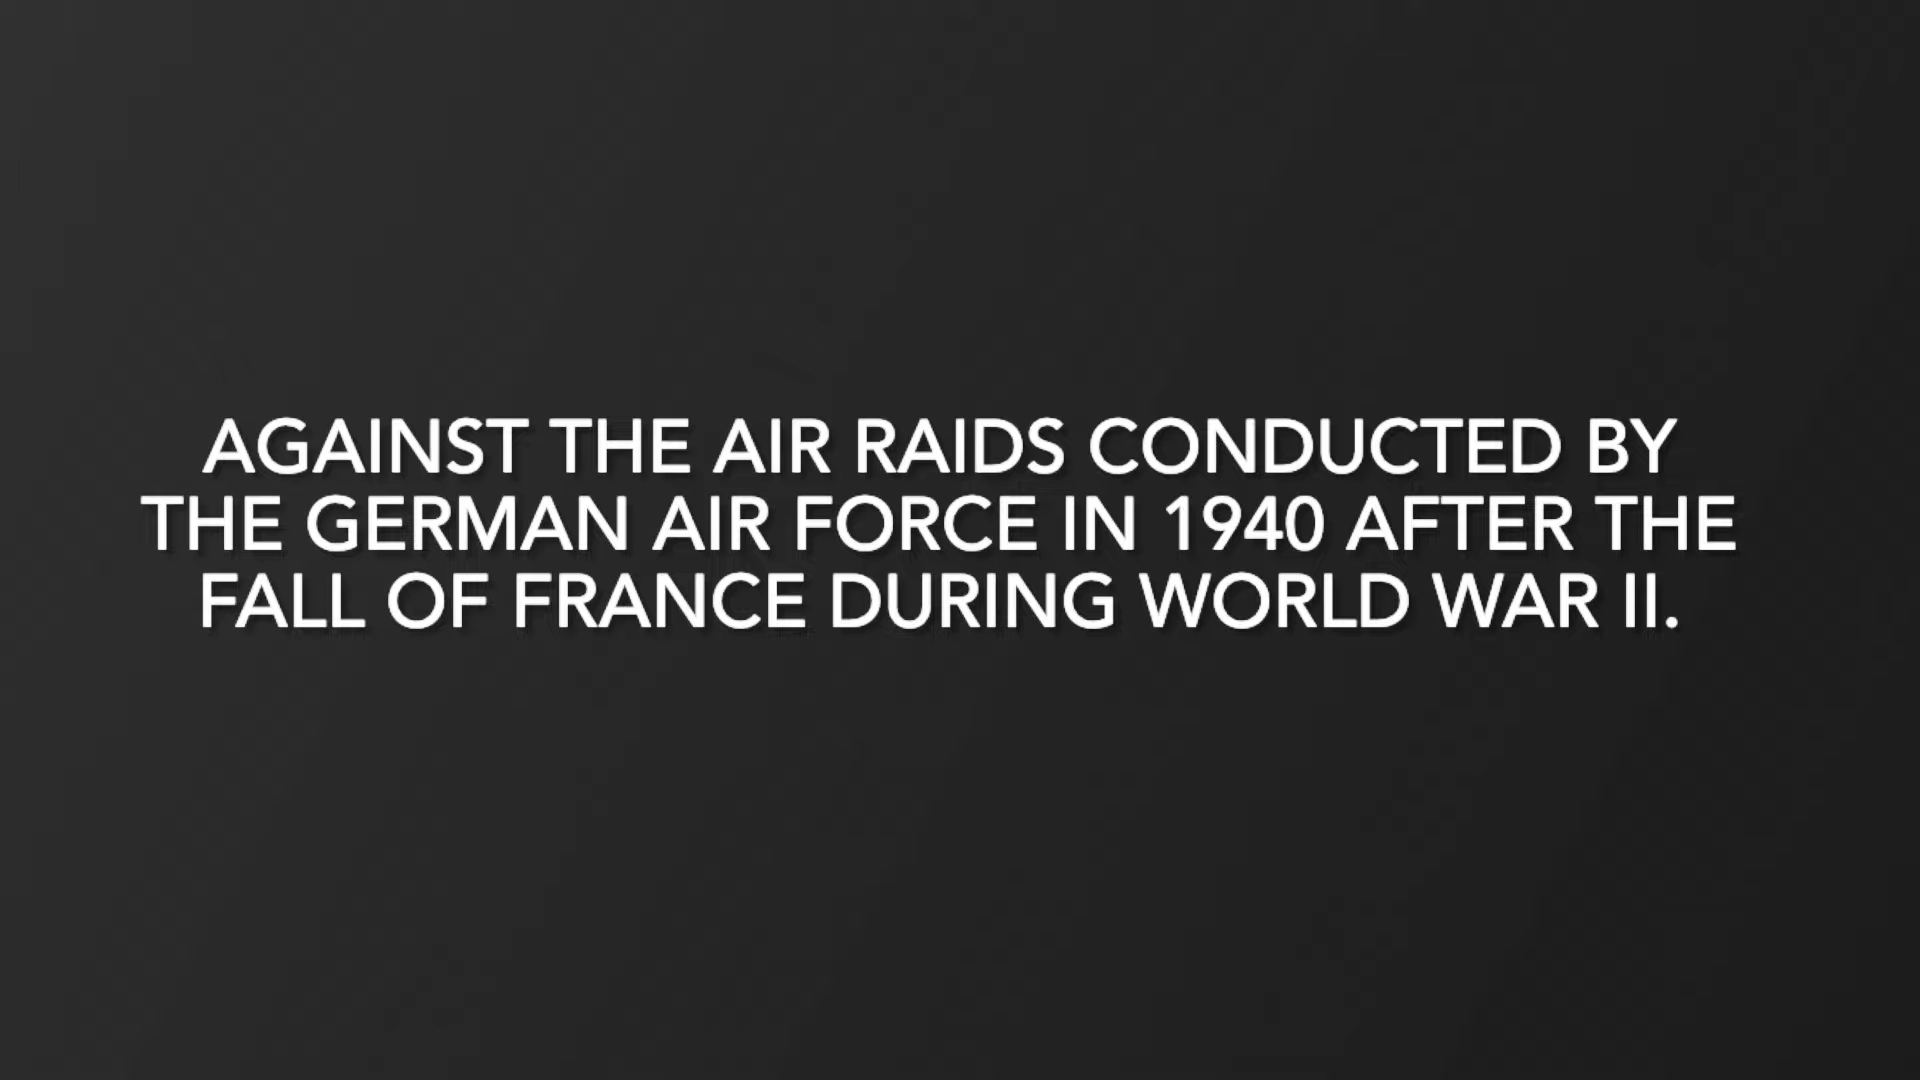 AGAINST THE AIR RAIDS CONDUCTED BY
THE GERMAN AIR FORCE IN 1940 AFTER THE
FALL OF FRANCE DURING WORLD WAR II.